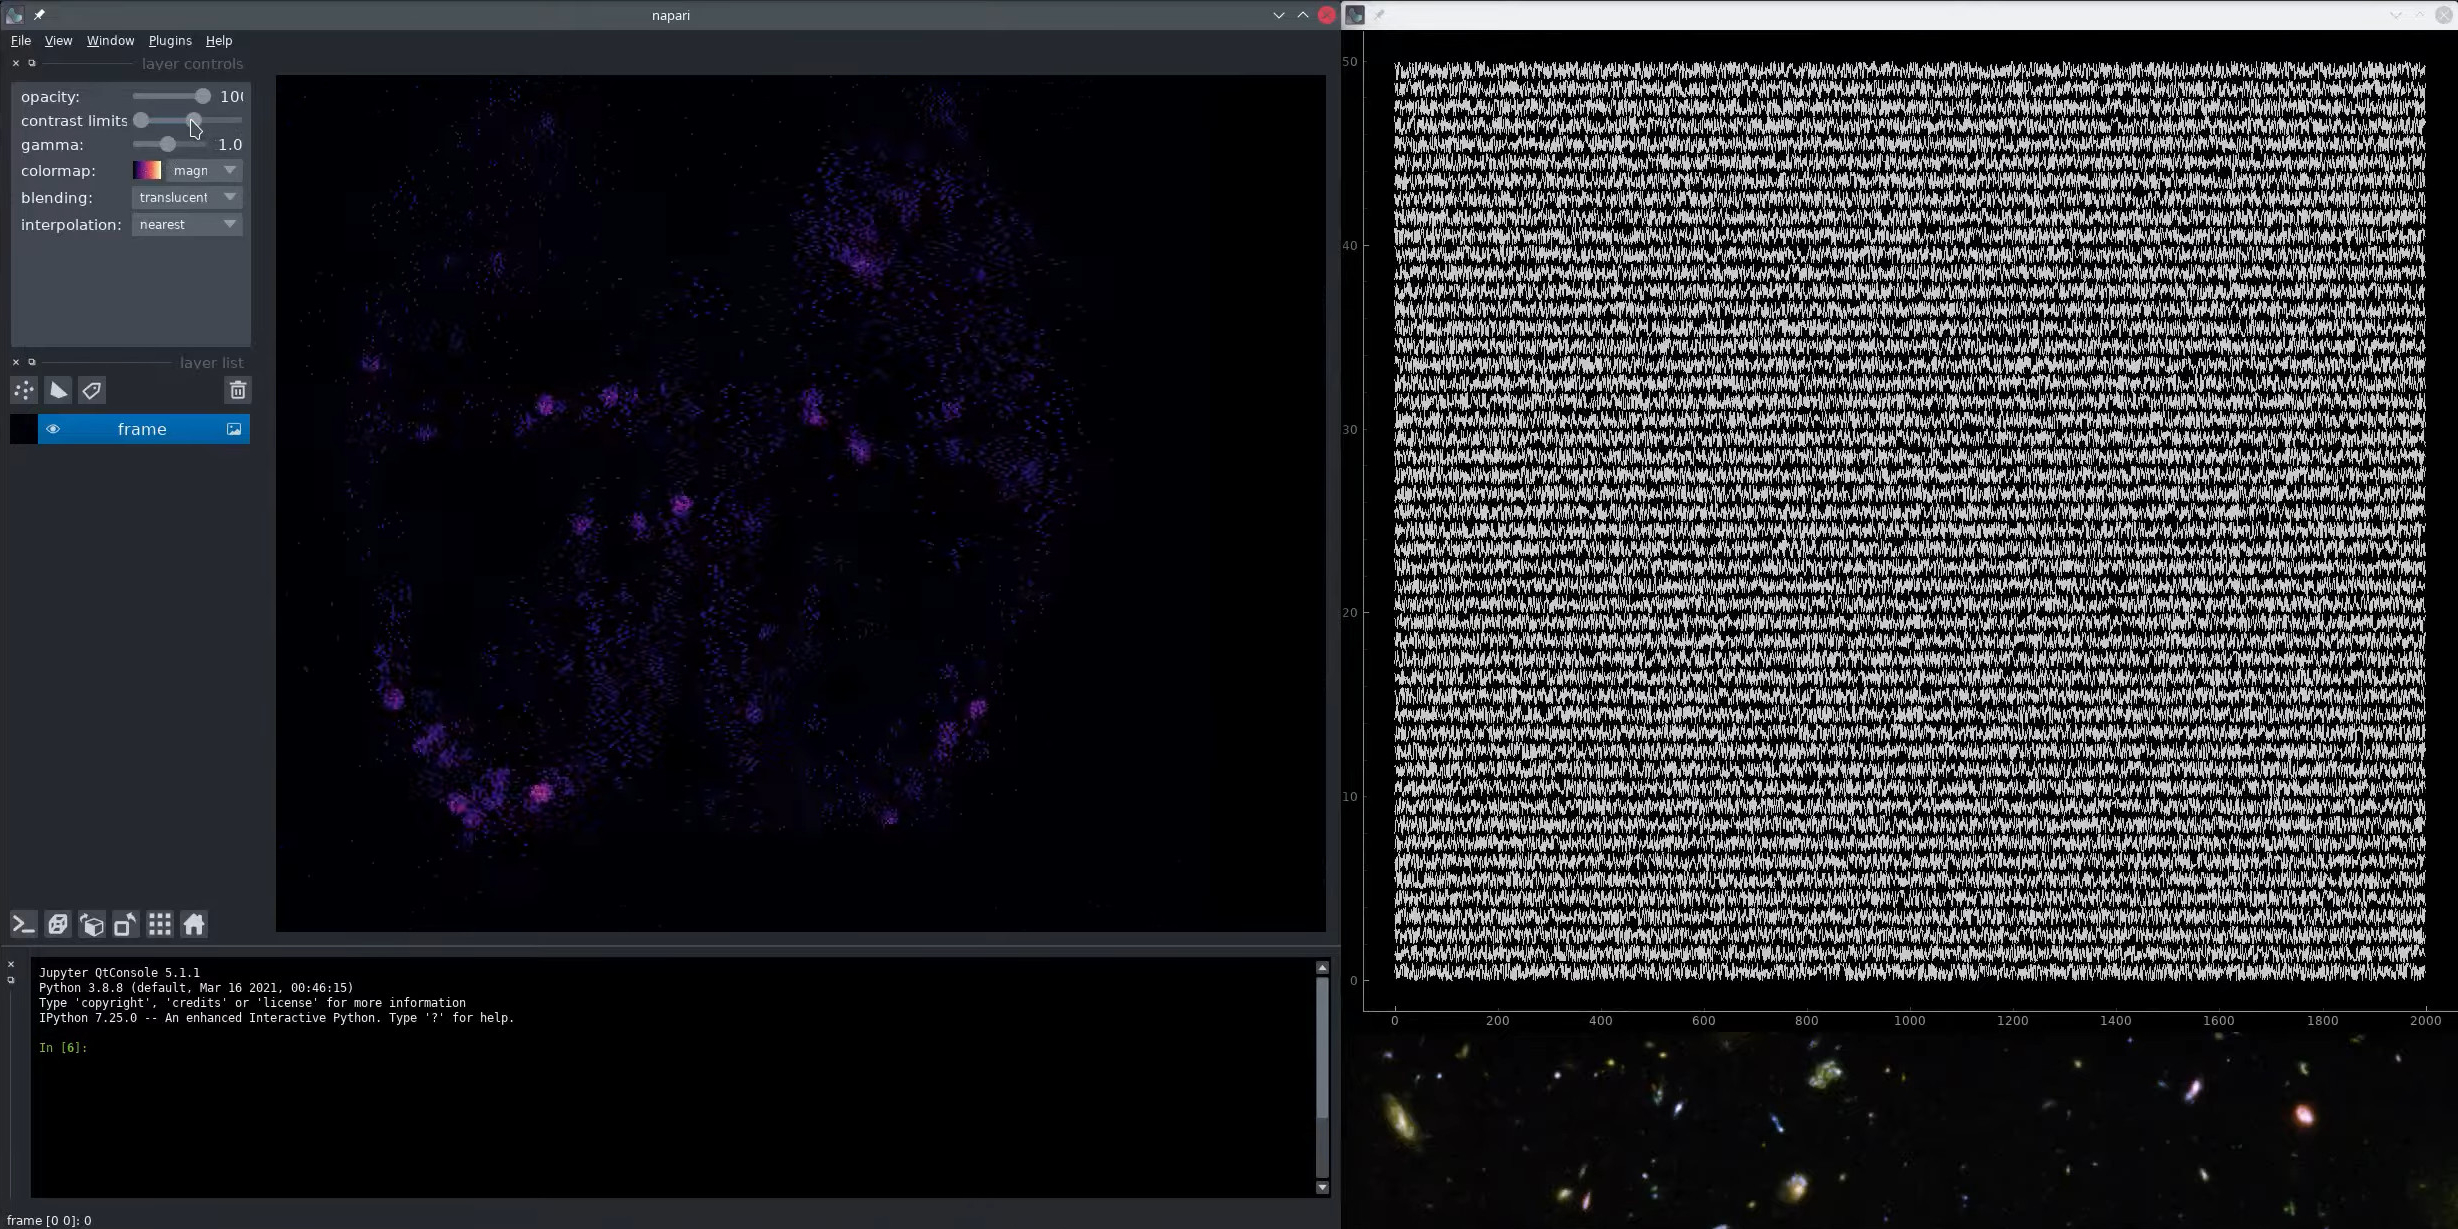 napari
File View Window Plugins Help
layer controls
opacity: 100
contrast limits
gamma: 1.0
colormap: magn
blending: translucent
interpolation: nearest
layer list
frame
Jupyter QtConsole 5.1.1
Python 3.8.8 (default, Mar 16 2021, 00:46:15)
Type 'copyright', 'credits' or 'license' for more information
IPython 7.25.0 -- An enhanced Interactive Python. Type '?' for help.
In [6]:
frame [0 0]: 0
50
40
30
20
10
0
0 200 400 600 800 1000 1200 1400 1600 1800 2000